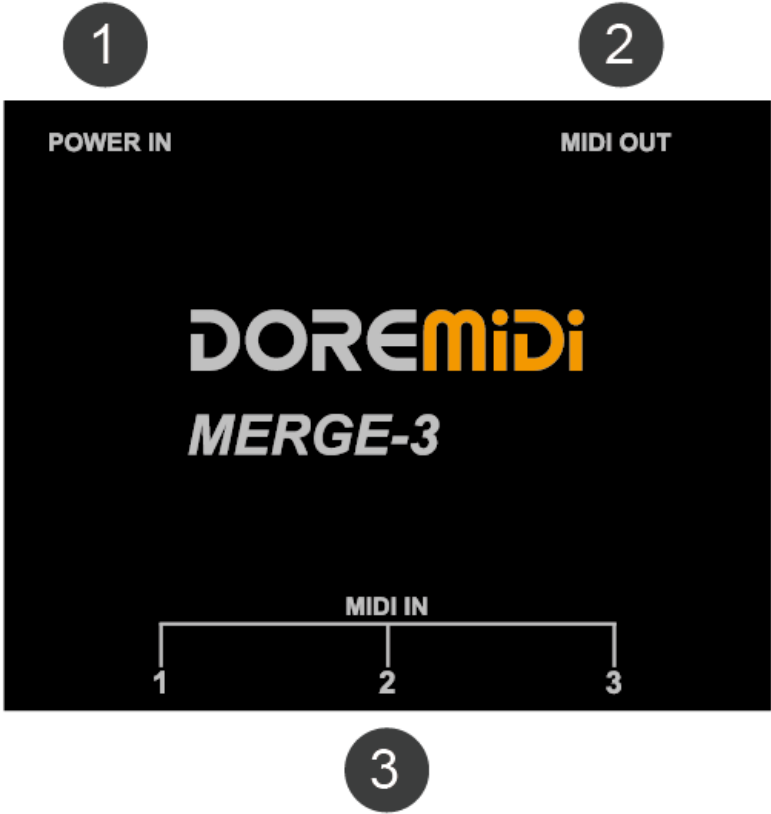 1 2
POWER IN MIDI OUT
DOREMiDi
MERGE-3
MIDI IN
1 2 3
3